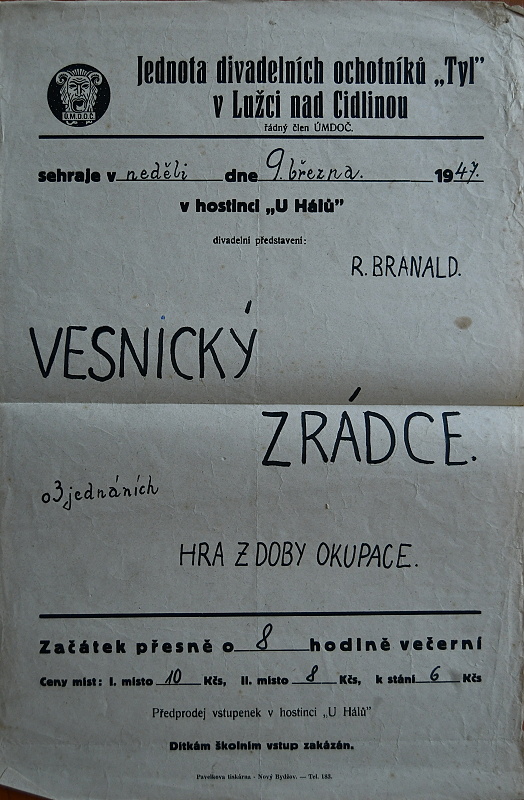 Jednota divadelních ochotníků „Tyl”
v Lužci nad Cidlinou
řádný člen ÚMDOČ.
Ú.M.D.O.Č.
sehraje v neděli dne 9. března. 1947.
v hostinci „U Hálů”
divadelní představení:
R. BRANALD.
VESNICKÝ
ZRÁDCE.
o 3 jednáních
HRA Z DOBY OKUPACE.
Začátek přesně o 8 hodině večerní
Ceny míst: I. místo 10 Kčs, II. místo 8 Kčs, k stání 6 Kčs
Předprodej vstupenek v hostinci „U Hálů”
Dítkám školním vstup zakázán.
Pavelkova tiskárna - Nový Bydžov. — Tel. 183.